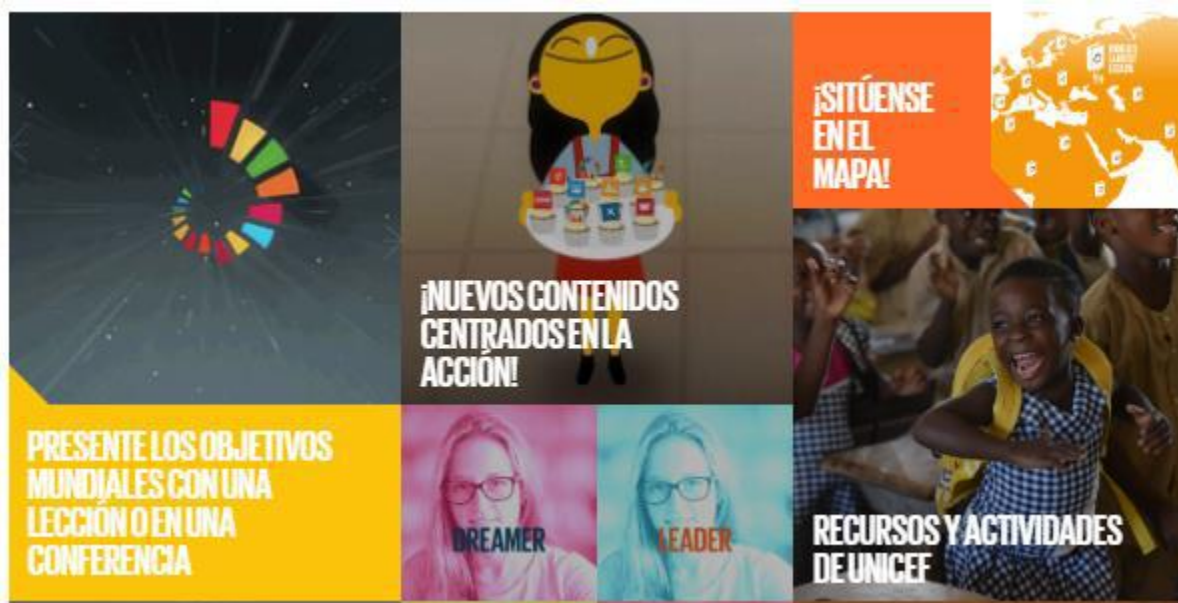 PRESENTE LOS OBJETIVOS
MUNDIALES CON UNA
LECCIÓN O EN UNA
CONFERENCIA
¡NUEVOS CONTENIDOS
CENTRADOS EN LA
ACCIÓN!
DREAMER
LEADER
¡SITÚENSE
EN EL
MAPA!
RECURSOS Y ACTIVIDADES
DE UNICEF